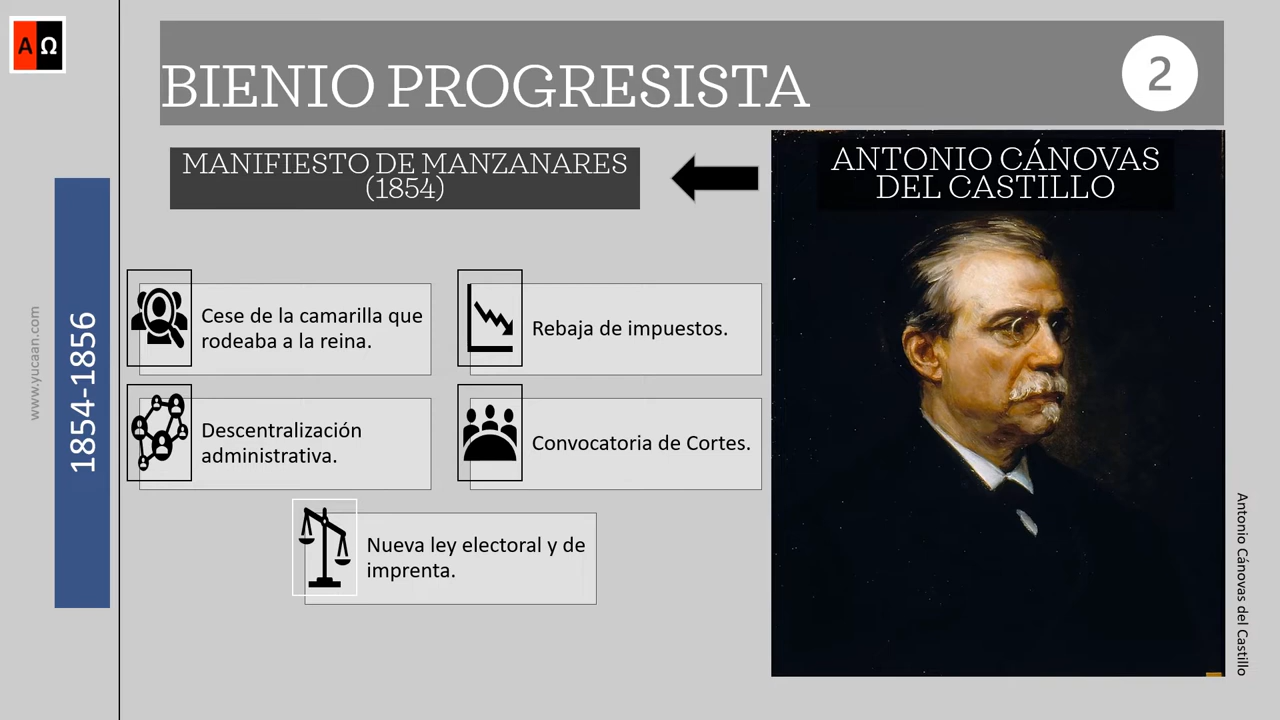 ΑΩ
BIENIO PROGRESISTA
2
MANIFIESTO DE MANZANARES
(1854)
ANTONIO CÁNOVAS
DEL CASTILLO
www.yucaan.com
1854-1856
Cese de la camarilla que
rodeaba a la reina.
Rebaja de impuestos.
Descentralización
administrativa.
Convocatoria de Cortes.
Nueva ley electoral y de
imprenta.
Antonio Cánovas del Castillo